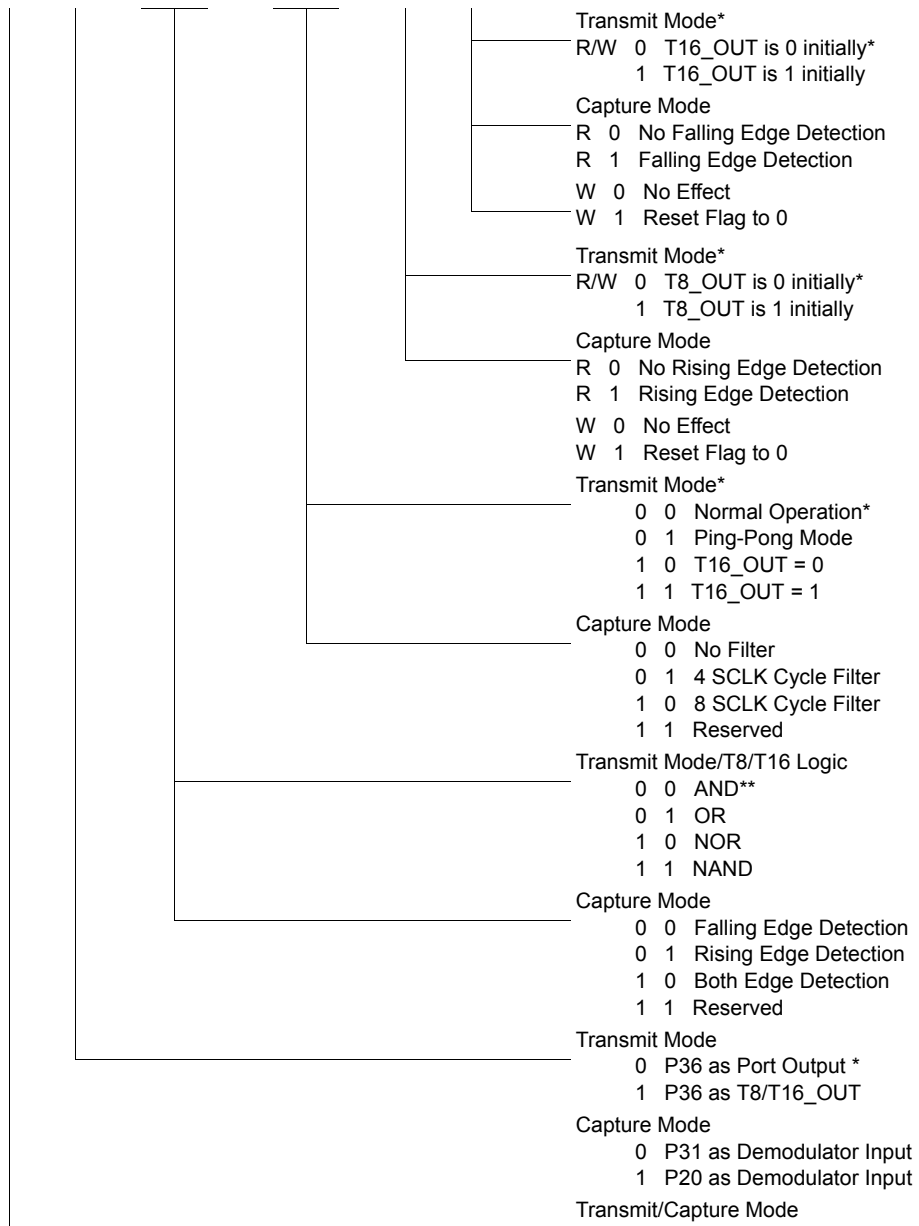 Transmit Mode*
R/W 0 T16_OUT is 0 initially*
1 T16_OUT is 1 initially
Capture Mode
R 0 No Falling Edge Detection
R 1 Falling Edge Detection
W 0 No Effect
W 1 Reset Flag to 0
Transmit Mode*
R/W 0 T8_OUT is 0 initially*
1 T8_OUT is 1 initially
Capture Mode
R 0 No Rising Edge Detection
R 1 Rising Edge Detection
W 0 No Effect
W 1 Reset Flag to 0
Transmit Mode*
0 0 Normal Operation*
0 1 Ping-Pong Mode
1 0 T16_OUT = 0
1 1 T16_OUT = 1
Capture Mode
0 0 No Filter
0 1 4 SCLK Cycle Filter
1 0 8 SCLK Cycle Filter
1 1 Reserved
Transmit Mode/T8/T16 Logic
0 0 AND**
0 1 OR
1 0 NOR
1 1 NAND
Capture Mode
0 0 Falling Edge Detection
0 1 Rising Edge Detection
1 0 Both Edge Detection
1 1 Reserved
Transmit Mode
0 P36 as Port Output *
1 P36 as T8/T16_OUT
Capture Mode
0 P31 as Demodulator Input
1 P20 as Demodulator Input
Transmit/Capture Mode